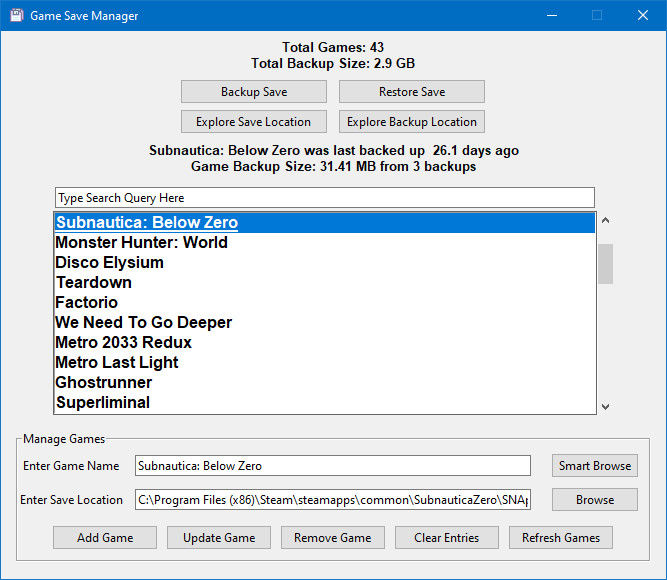 Game Save Manager
Total Games: 43
Total Backup Size: 2.9 GB
Backup Save
Restore Save
Explore Save Location
Explore Backup Location
Subnautica: Below Zero was last backed up  26.1 days ago
Game Backup Size: 31.41 MB from 3 backups
Type Search Query Here
Subnautica: Below Zero
Monster Hunter: World
Disco Elysium
Teardown
Factorio
We Need To Go Deeper
Metro 2033 Redux
Metro Last Light
Ghostrunner
Superliminal
Manage Games
Enter Game Name
Subnautica: Below Zero
Smart Browse
Enter Save Location
C:\Program Files (x86)\Steam\steamapps\common\SubnauticaZero\SNAp
Browse
Add Game
Update Game
Remove Game
Clear Entries
Refresh Games